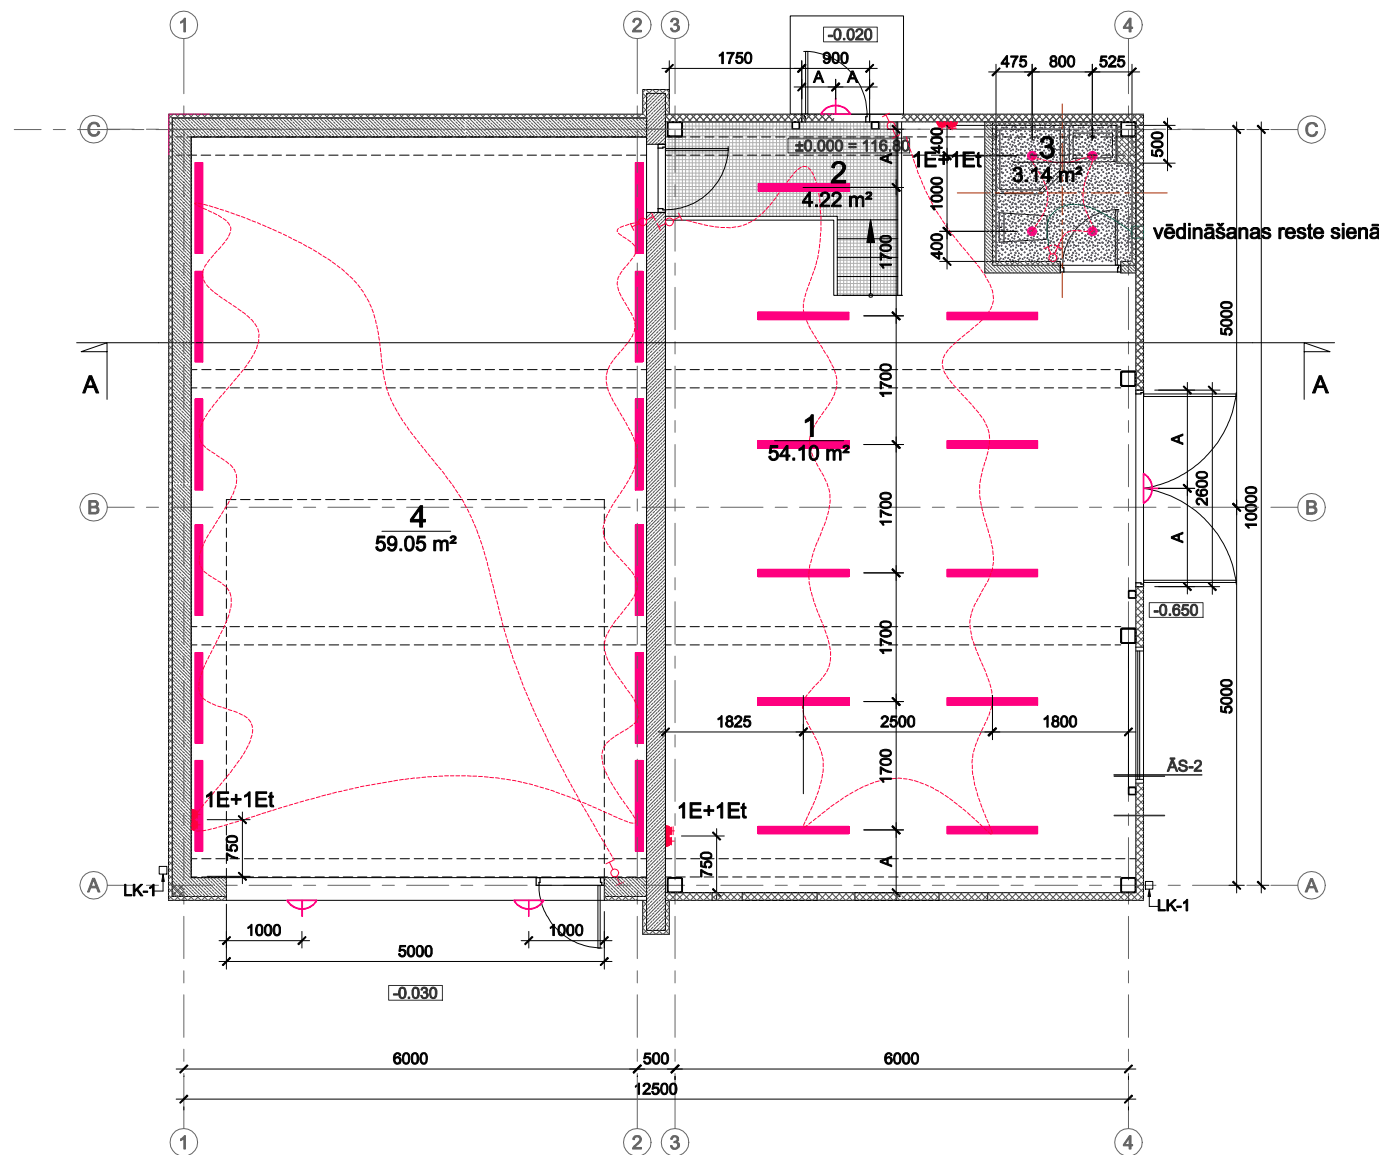 1
2
3
4
-0.020
1750
900
475
800
525
A
A
C
C
±0.000 = 116.80
400
500
2
4.22 m²
A
1E+1Et
3
3.14 m²
1000
vēdināšanas reste sienā
1700
400
5000
A
A
1700
1
54.10 m²
A
B
4
59.05 m²
1700
2600
10000
B
A
-0.650
1700
5000
1825
2500
1800
1700
ĀS-2
1E+1Et
1E+1Et
750
750
A
A
LK-1
A
LK-1
1000
1000
5000
-0.030
6000
500
6000
12500
1
2
3
4